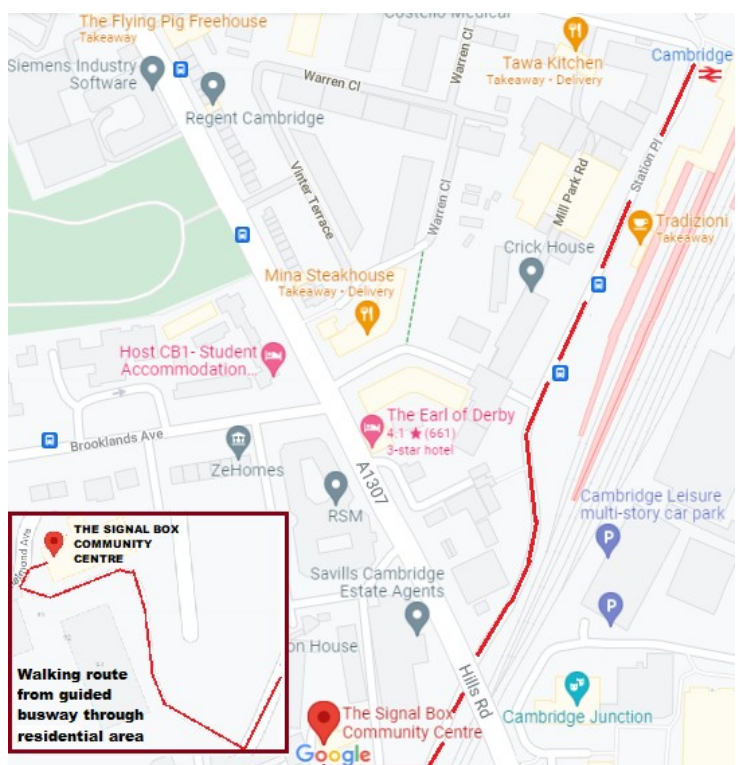 The Flying Pig Freehouse
Takeaway
Costello Medical
Siemens Industry
Software
Regent Cambridge
Warren Cl
Warren Cl
Tawa Kitchen
Takeaway • Delivery
Cambridge
Vinter Terrace
Warren Cl
Mill Park Rd
Station Pl
Tradizioni
Takeaway
Crick House
Mina Steakhouse
Takeaway • Delivery
Host CB1- Student
Accommodation...
The Earl of Derby
4.1 ★ (661)
3-star hotel
Brooklands Ave
ZeHomes
A1307
RSM
Cambridge Leisure
multi-story car park
P
P
Savills Cambridge
Estate Agents
on House
Hills Rd
The Signal Box
Community Centre
Google
Cambridge Junction
THE SIGNAL BOX
COMMUNITY
CENTRE
Walking route
from guided
busway through
residential area